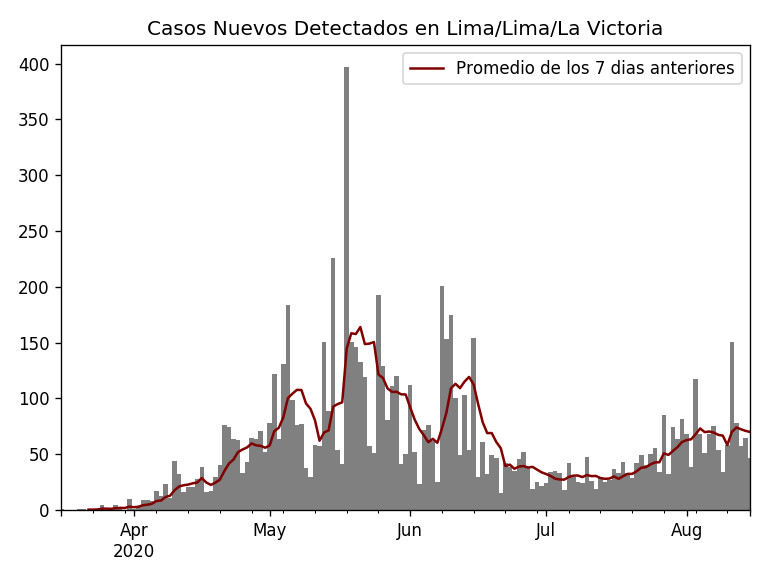 Casos Nuevos Detectados en Lima/Lima/La Victoria
Promedio de los 7 dias anteriores
400
350
300
250
200
150
100
50
0
Apr
2020
May
Jun
Jul
Aug